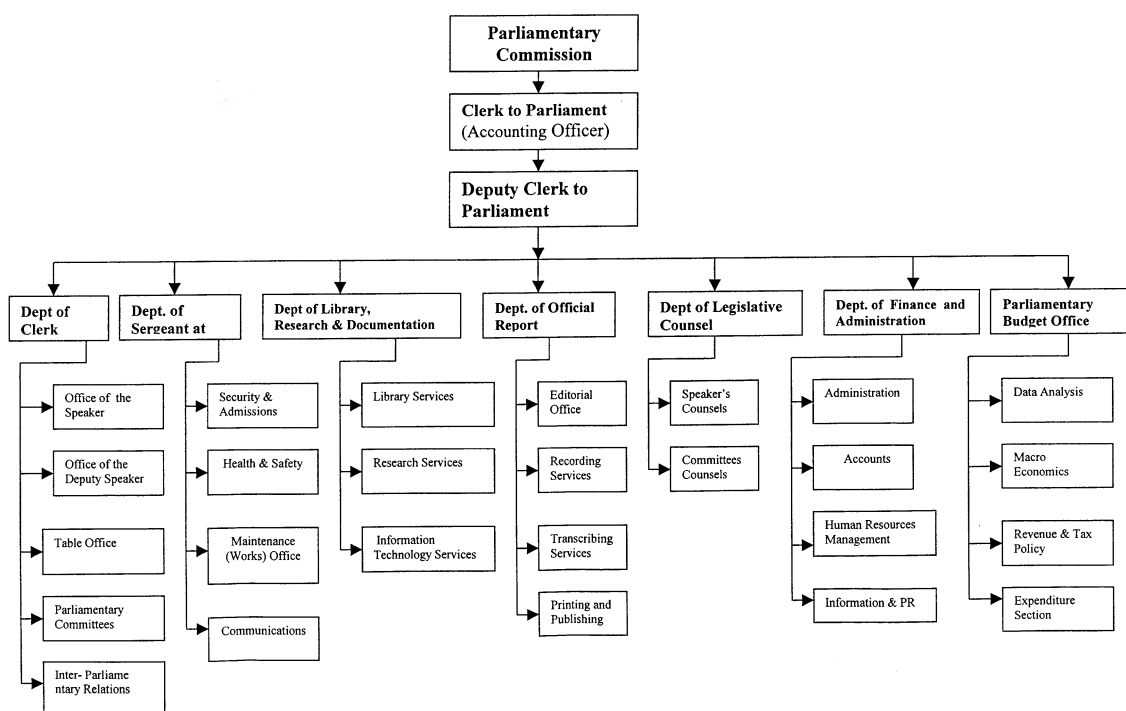 Parliamentary
Commission
Clerk to Parliament
(Accounting Officer)
Deputy Clerk to
Parliament
Dept of
Clerk
Dept. of
Sergeant at
Dept of Library,
Research & Documentation
Dept. of Official
Report
Dept of Legislative
Counsel
Dept. of Finance and
Administration
Parliamentary
Budget Office
Office of the
Speaker
Office of the
Deputy Speaker
Table Office
Parliamentary
Committees
Inter- Parliame
ntary Relations
Security &
Admissions
Health & Safety
Maintenance
(Works) Office
Communications
Library Services
Research Services
Information
Technology Services
Editorial
Office
Recording
Services
Transcribing
Services
Printing and
Publishing
Speaker's
Counsels
Committees
Counsels
Administration
Accounts
Human Resources
Management
Information & PR
Data Analysis
Macro
Economics
Revenue & Tax
Policy
Expenditure
Section